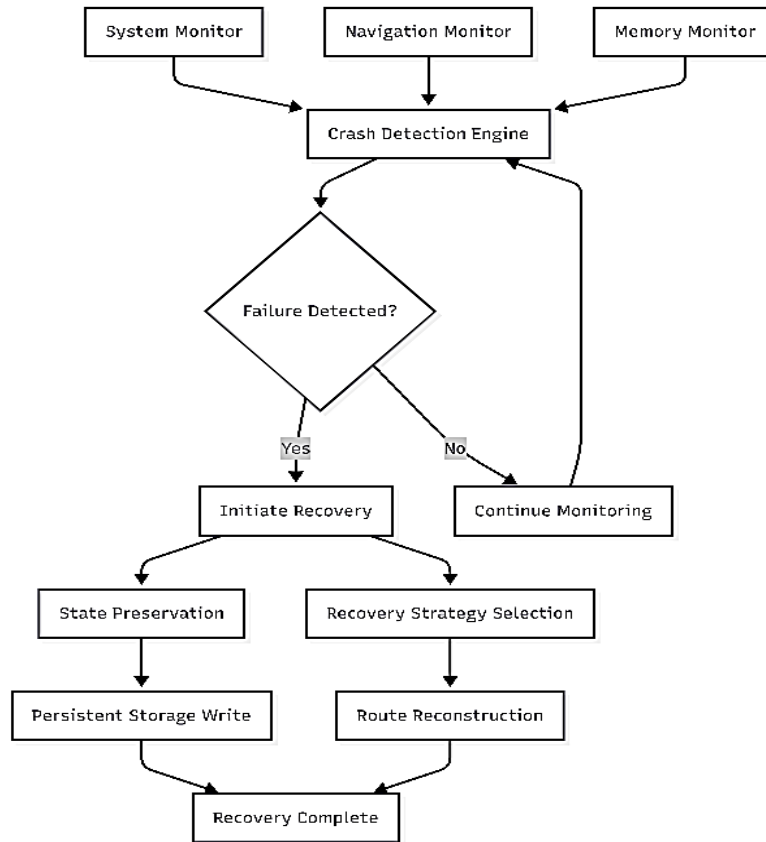 System Monitor
Navigation Monitor
Memory Monitor
Crash Detection Engine
Failure Detected?
Yes
No
Initiate Recovery
Continue Monitoring
State Preservation
Recovery Strategy Selection
Persistent Storage Write
Route Reconstruction
Recovery Complete